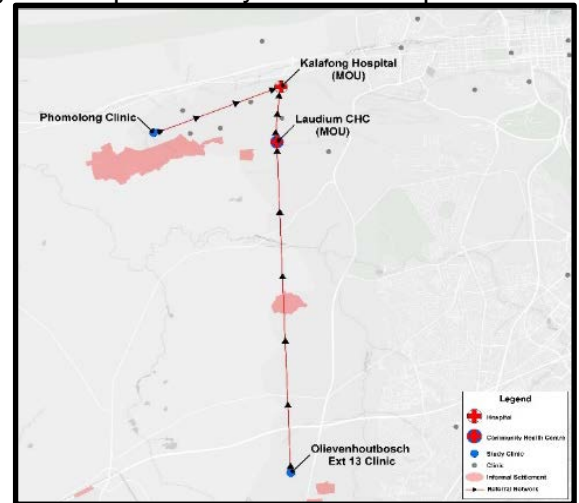 Kalafong Hospital
(MOU)
Phomolong Clinic
Laudium CHC
(MOU)
Olievenhoutbosch
Ext 13 Clinic
Legend
Hospital
Community Health Centre
Study Clinic
Clinic
Informal Settlement
Referral Network